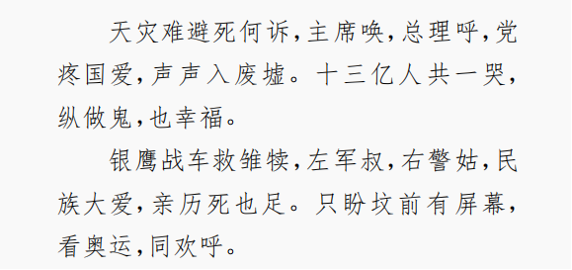 天灾难避死何诉,主席唤,总理呼,党
疼国爱,声声入废墟。十三亿人共一哭,
纵做鬼,也幸福。
银鹰战车救雏犊,左军叔,右警姑,民
族大爱,亲历死也足。只盼坟前有屏幕,
看奥运,同欢呼。